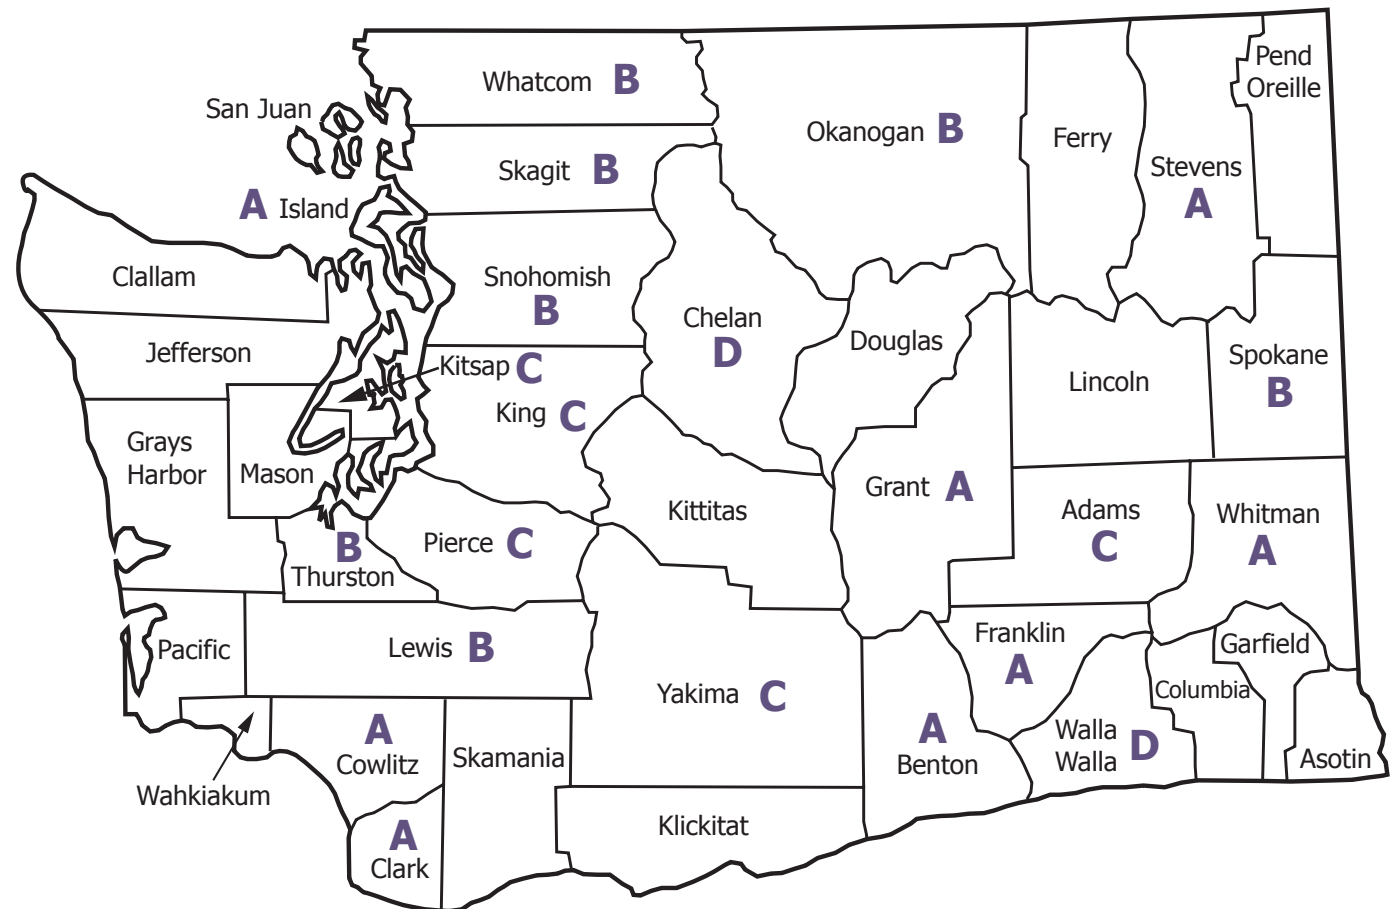 Whatcom B
San Juan
Okanogan B
Ferry
Pend
Oreille
Skagit B
Stevens
A
A Island
Clallam
Snohomish
B
Chelan
D
Douglas
Jefferson
Kitsap C
King C
Lincoln
Spokane
B
Grays
Harbor
Mason
Kittitas
Grant A
Adams
C
Whitman
A
B
Thurston
Pierce C
Pacific
Lewis B
Yakima C
Franklin
A
Garfield
Columbia
Walla
Walla D
A
Benton
Asotin
Wahkiakum
A
Cowlitz
Skamania
Klickitat
A
Clark